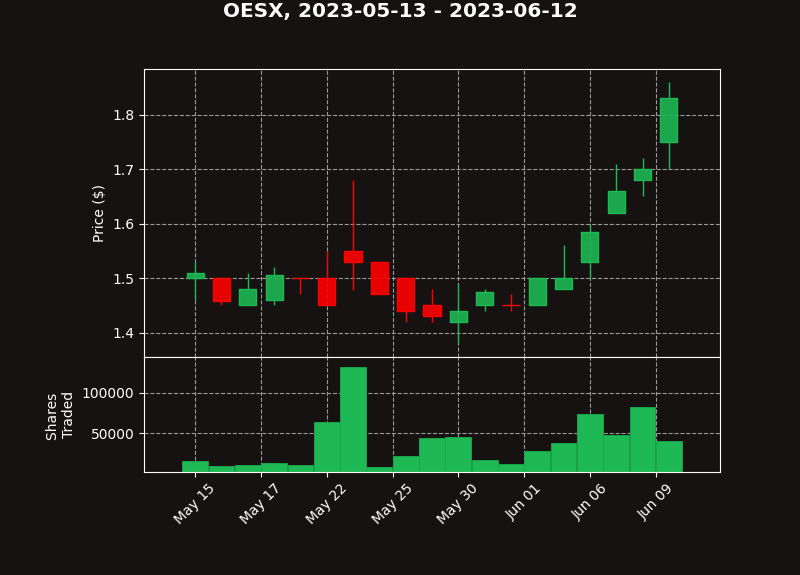 OESX, 2023-05-13 - 2023-06-12
Price ($)
1.8
1.7
1.6
1.5
1.4
Shares
Traded
100000
50000
May 15
May 17
May 22
May 25
May 30
Jun 01
Jun 06
Jun 09